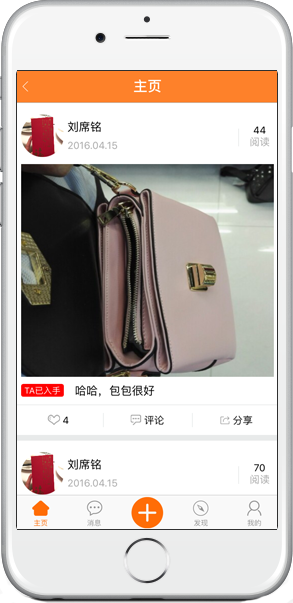 主页
刘席铭
2016.04.15
44
阅读
TA已入手 哈哈，包包很好
4 评论 分享
刘席铭
2016.04.15
70
阅读
主页 消息 发现 我的